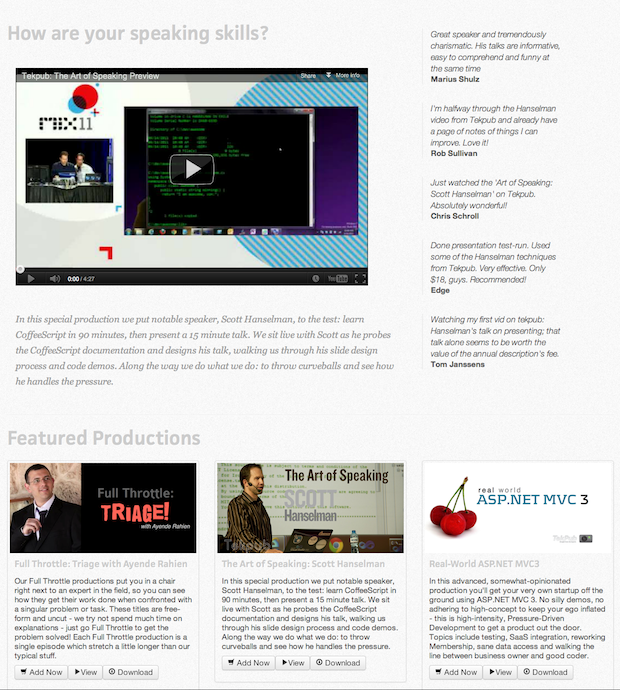 How are your speaking skills?
Tekpub: The Art of Speaking Preview
Share
More Info
MIX11
0:00 / 4:27
YouTube
In this special production we put notable speaker, Scott Hanselman, to the test: learn
CoffeeScript in 90 minutes, then present a 15 minute talk. We sit live with Scott as he probes
the CoffeeScript documentation and designs his talk, walking us through his slide design
process and code demos. Along the way we do what we do: to throw curveballs and see how
he handles the pressure.
Great speaker and tremendously
charismatic. His talks are informative,
easy to comprehend and funny at
the same time
Marius Shulz
I'm halfway through the Hanselman
video from Tekpub and already have
a page of notes of things I can
improve. Love it!
Rob Sullivan
Just watched the 'Art of Speaking:
Scott Hanselman' on Tekpub.
Absolutely wonderful!
Chris Schroll
Done presentation test-run. Used
some of the Hanselman techniques
from Tekpub. Very effective. Only
$18, guys. Recommended!
Edge
Watching my first vid on tekpub:
Hanselman's talk on presenting; that
talk alone seems to be worth the
value of the annual description's fee.
Tom Janssens
Featured Productions
Full Throttle:
TRIAGE!
with Ayende Rahien
Full Throttle: Triage with Ayende Rahien
Our Full Throttle productions put you in a chair
right next to an expert in the field, so you can see
how they get their work done when confronted with
a singular problem or task. These titles are free-
form and uncut - we try not spend much time on
explanations - just go Full Throttle to get the
problem solved! Each Full Throttle production is a
single episode which stretch a little longer than our
typical stuff.
Add Now
View
Download
The Art of Speaking
SCOTT
Hanselman
TekPub
The Art of Speaking: Scott Hanselman
In this special production we put notable speaker,
Scott Hanselman, to the test: learn CoffeeScript in
90 minutes, then present a 15 minute talk. We sit
live with Scott as he probes the CoffeeScript
documentation and designs his talk, walking us
through his slide design process and code demos.
Along the way we do what we do: to throw
curveballs and see how he handles the pressure.
Add Now
View
Download
real world
ASP.NET MVC 3
TekPub
Real-World ASP.NET MVC3
In this advanced, somewhat-opinionated
production you'll get your very own startup off the
ground using ASP.NET MVC 3. No silly demos, no
adhering to high-concept to keep your ego inflated
- this is high-intensity, Pressure-Driven
Development to get a product out the door.
Topics include testing, SaaS integration, reworking
Membership, sane data access and walking the
line between business owner and good coder.
Add Now
View
Download